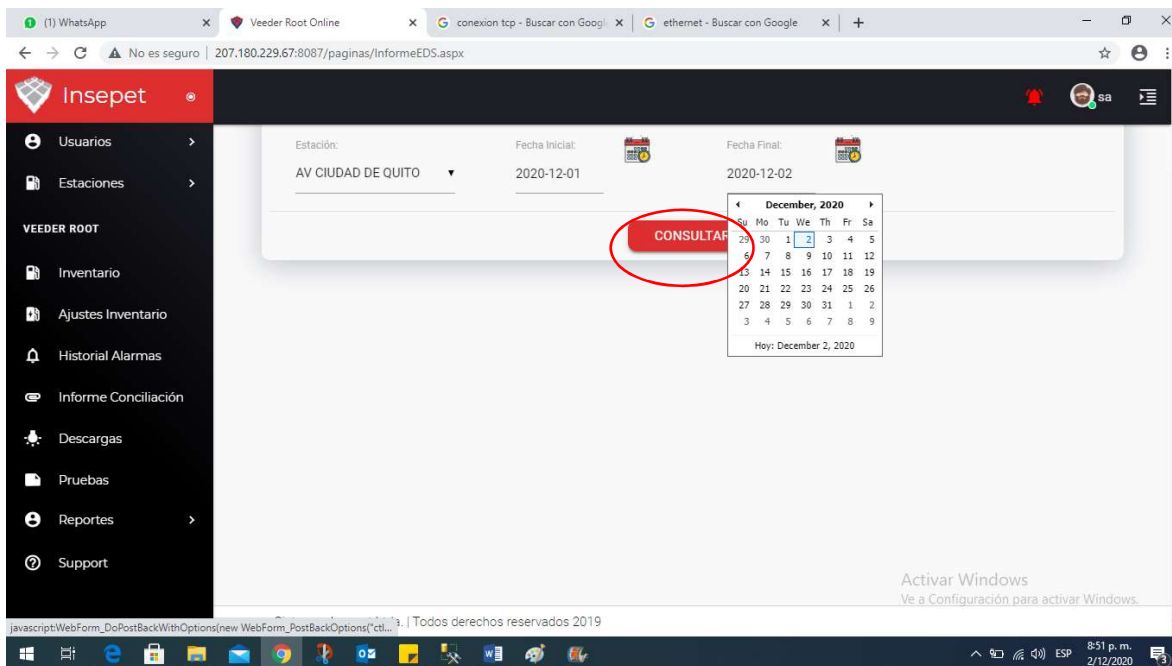 (1) WhatsApp
Veeder Root Online
conexion tcp - Buscar con Googl
ethernet - Buscar con Google
No es seguro | 207.180.229.67:8087/paginas/InformeEDS.aspx
Insepet
sa
Usuarios
Estaciones
VEEDER ROOT
Inventario
Ajustes Inventario
Historial Alarmas
Informe Conciliación
Descargas
Pruebas
Reportes
Support
Estación:
AV CIUDAD DE QUITO
Fecha Inicial:
2020-12-01
Fecha Final:
2020-12-02
CONSULTAR
December, 2020
Su Mo Tu We Th Fr Sa
29 30 1 2 3 4 5
6 7 8 9 10 11 12
13 14 15 16 17 18 19
20 21 22 23 24 25 26
27 28 29 30 31 1 2
3 4 5 6 7 8 9
Hoy: December 2, 2020
Activar Windows
Ve a Configuración para activar Windows.
| Todos derechos reservados 2019
javascript:WebForm_DoPostBackWithOptions(new WebForm_PostBackOptions("ctl...
ESP
8:51 p. m.
2/12/2020